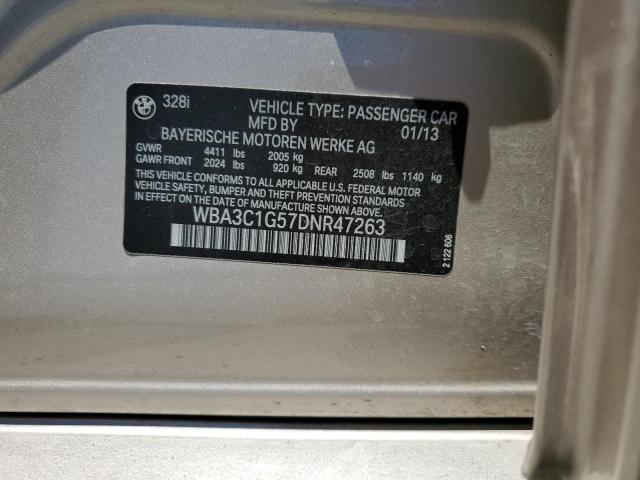 328i
VEHICLE TYPE: PASSENGER CAR
MFD BY 01/13
BAYERISCHE MOTOREN WERKE AG
GVWR 4411 lbs 2005 kg
GAWR FRONT 2024 lbs 920 kg REAR 2508 lbs 1140 kg
THIS VEHICLE CONFORMS TO ALL APPLICABLE U.S. FEDERAL MOTOR
VEHICLE SAFETY, BUMPER AND THEFT PREVENTION STANDARDS
IN EFFECT ON THE DATE OF MANUFACTURE SHOWN ABOVE.
WBA3C1G57DNR47263
2 122 606